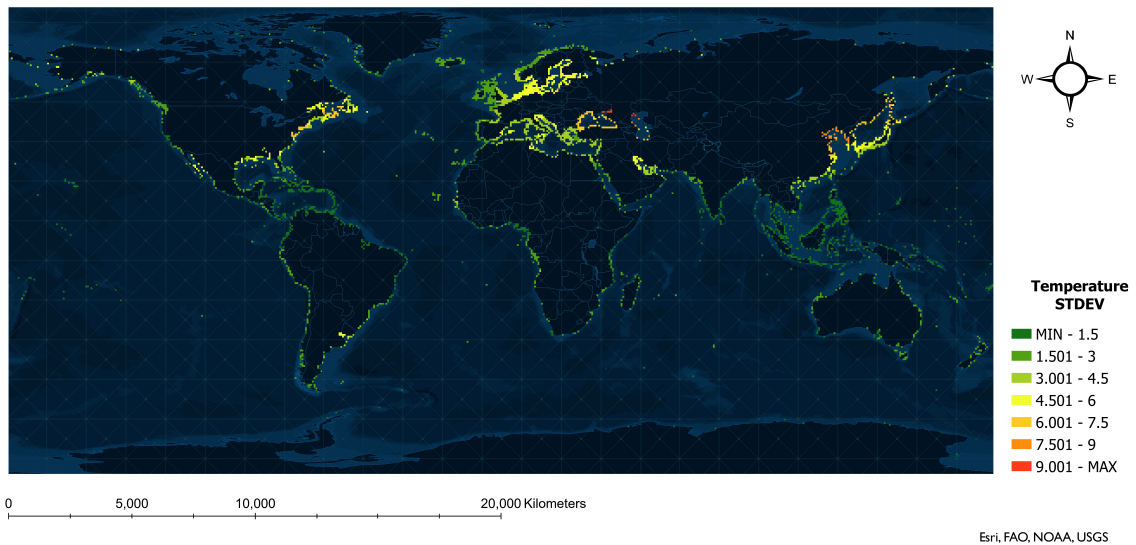 N
W E
S
Temperature
STDEV
MIN - 1.5
1.501 - 3
3.001 - 4.5
4.501 - 6
6.001 - 7.5
7.501 - 9
9.001 - MAX
0 5,000 10,000 20,000 Kilometers
Esri, FAO, NOAA, USGS